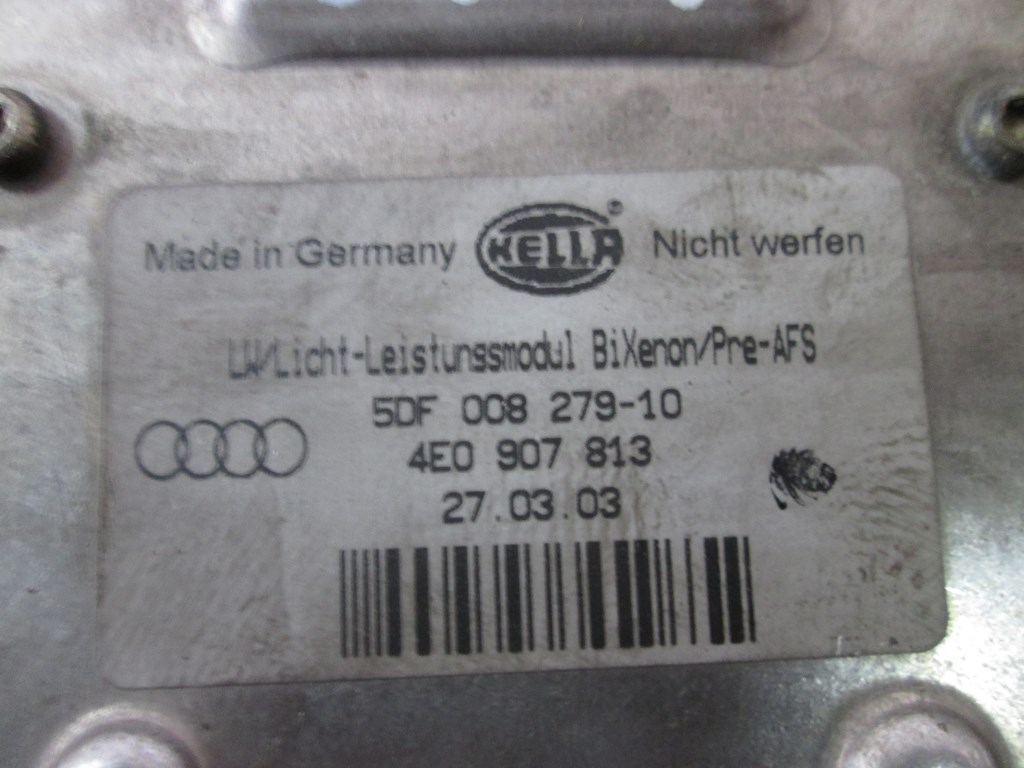 Made in Germany HELLA® Nicht werfen
LW/Licht-Leistungsmodul BiXenon/Pre-AFS
5DF 008 279-10
4E0 907 813
27.03.03